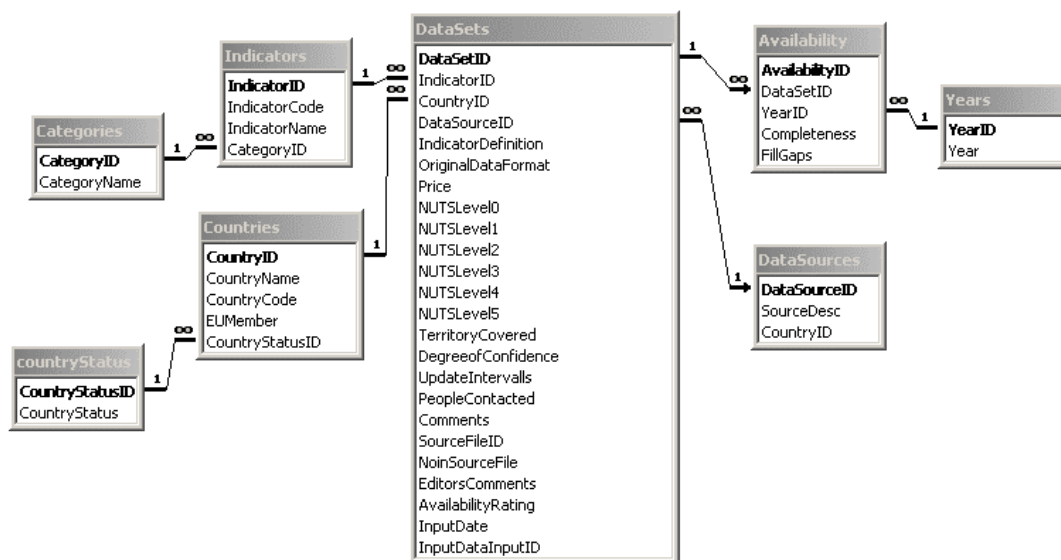 Categories
CategoryID
CategoryName
Indicators
IndicatorID
IndicatorCode
IndicatorName
CategoryID
Countries
CountryID
CountryName
CountryCode
EUMember
CountryStatusID
countryStatus
CountryStatusID
CountryStatus
DataSets
DataSetID
IndicatorID
CountryID
DataSourceID
IndicatorDefinition
OriginalDataFormat
Price
NUTSLevel0
NUTSLevel1
NUTSLevel2
NUTSLevel3
NUTSLevel4
NUTSLevel5
TerritoryCovered
DegreeofConfidence
UpdateIntervalls
PeopleContacted
Comments
SourceFileID
NoinSourceFile
EditorsComments
AvailabilityRating
InputDate
InputDataInputID
Availability
AvailabilityID
DataSetID
YearID
Completeness
FillGaps
Years
YearID
Year
DataSources
DataSourceID
SourceDesc
CountryID
1 ∞
1 ∞
1 ∞
1 ∞
1 ∞
∞ 1
∞ 1